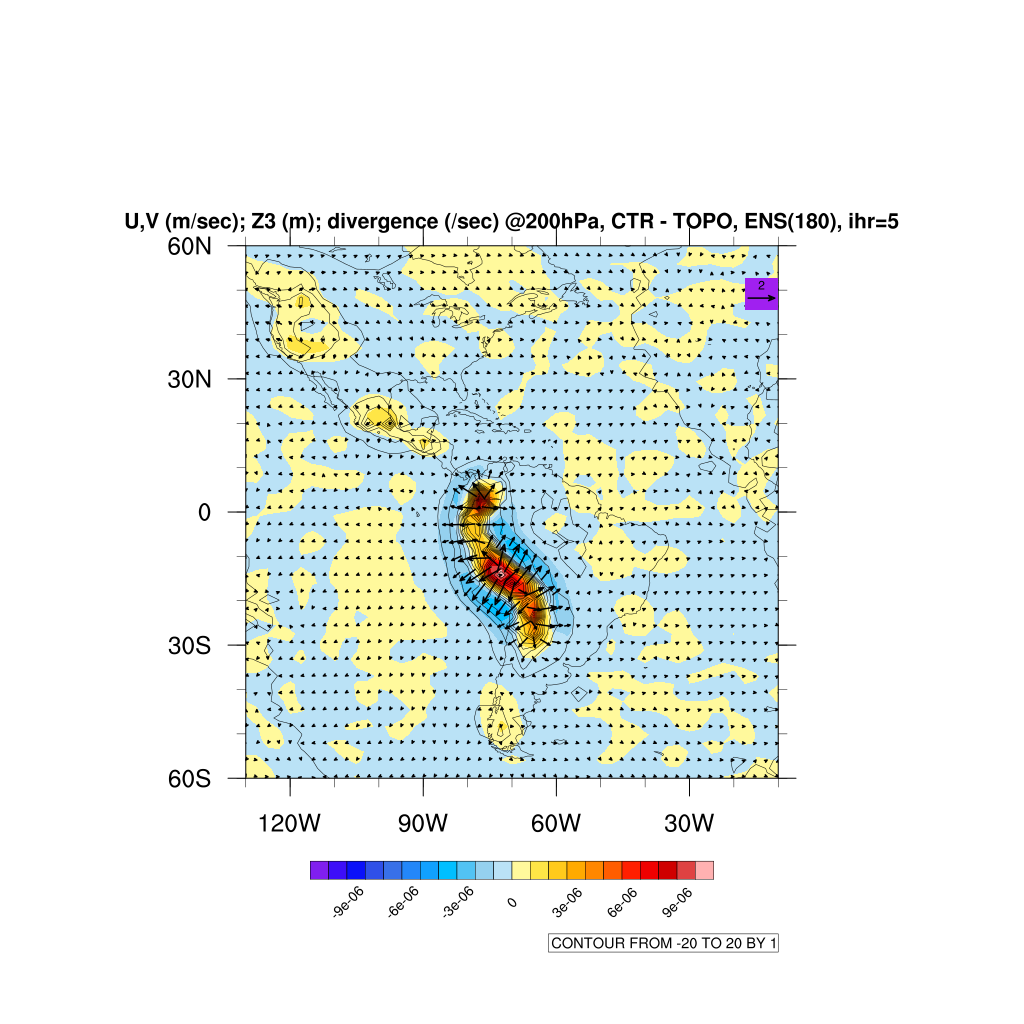 U,V (m/sec); Z3 (m); divergence (/sec) @200hPa, CTR - TOPO, ENS(180), ihr=5
60N
2
30N
0
30S
60S
120W 90W 60W 30W
-9e-06 -6e-06 -3e-06 0 3e-06 6e-06 9e-06
CONTOUR FROM -20 TO 20 BY 1